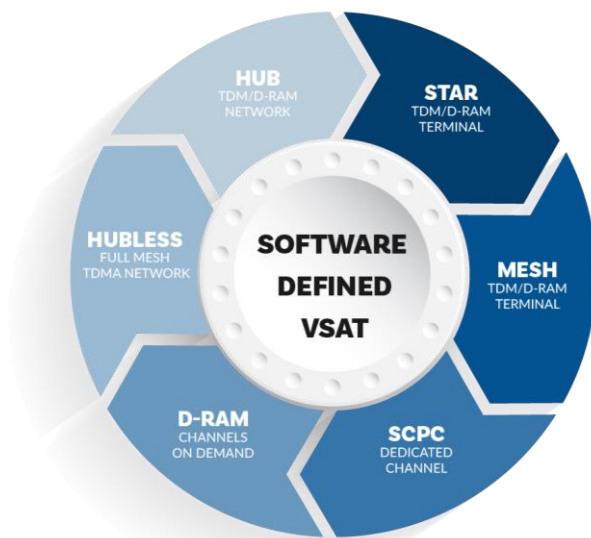 HUB
TDM/D-RAM
NETWORK
STAR
TDM/D-RAM
TERMINAL
HUBLESS
FULL MESH
TDMA NETWORK
SOFTWARE
DEFINED
VSAT
MESH
TDM/D-RAM
TERMINAL
D-RAM
CHANNELS
ON DEMAND
SCPC
DEDICATED
CHANNEL